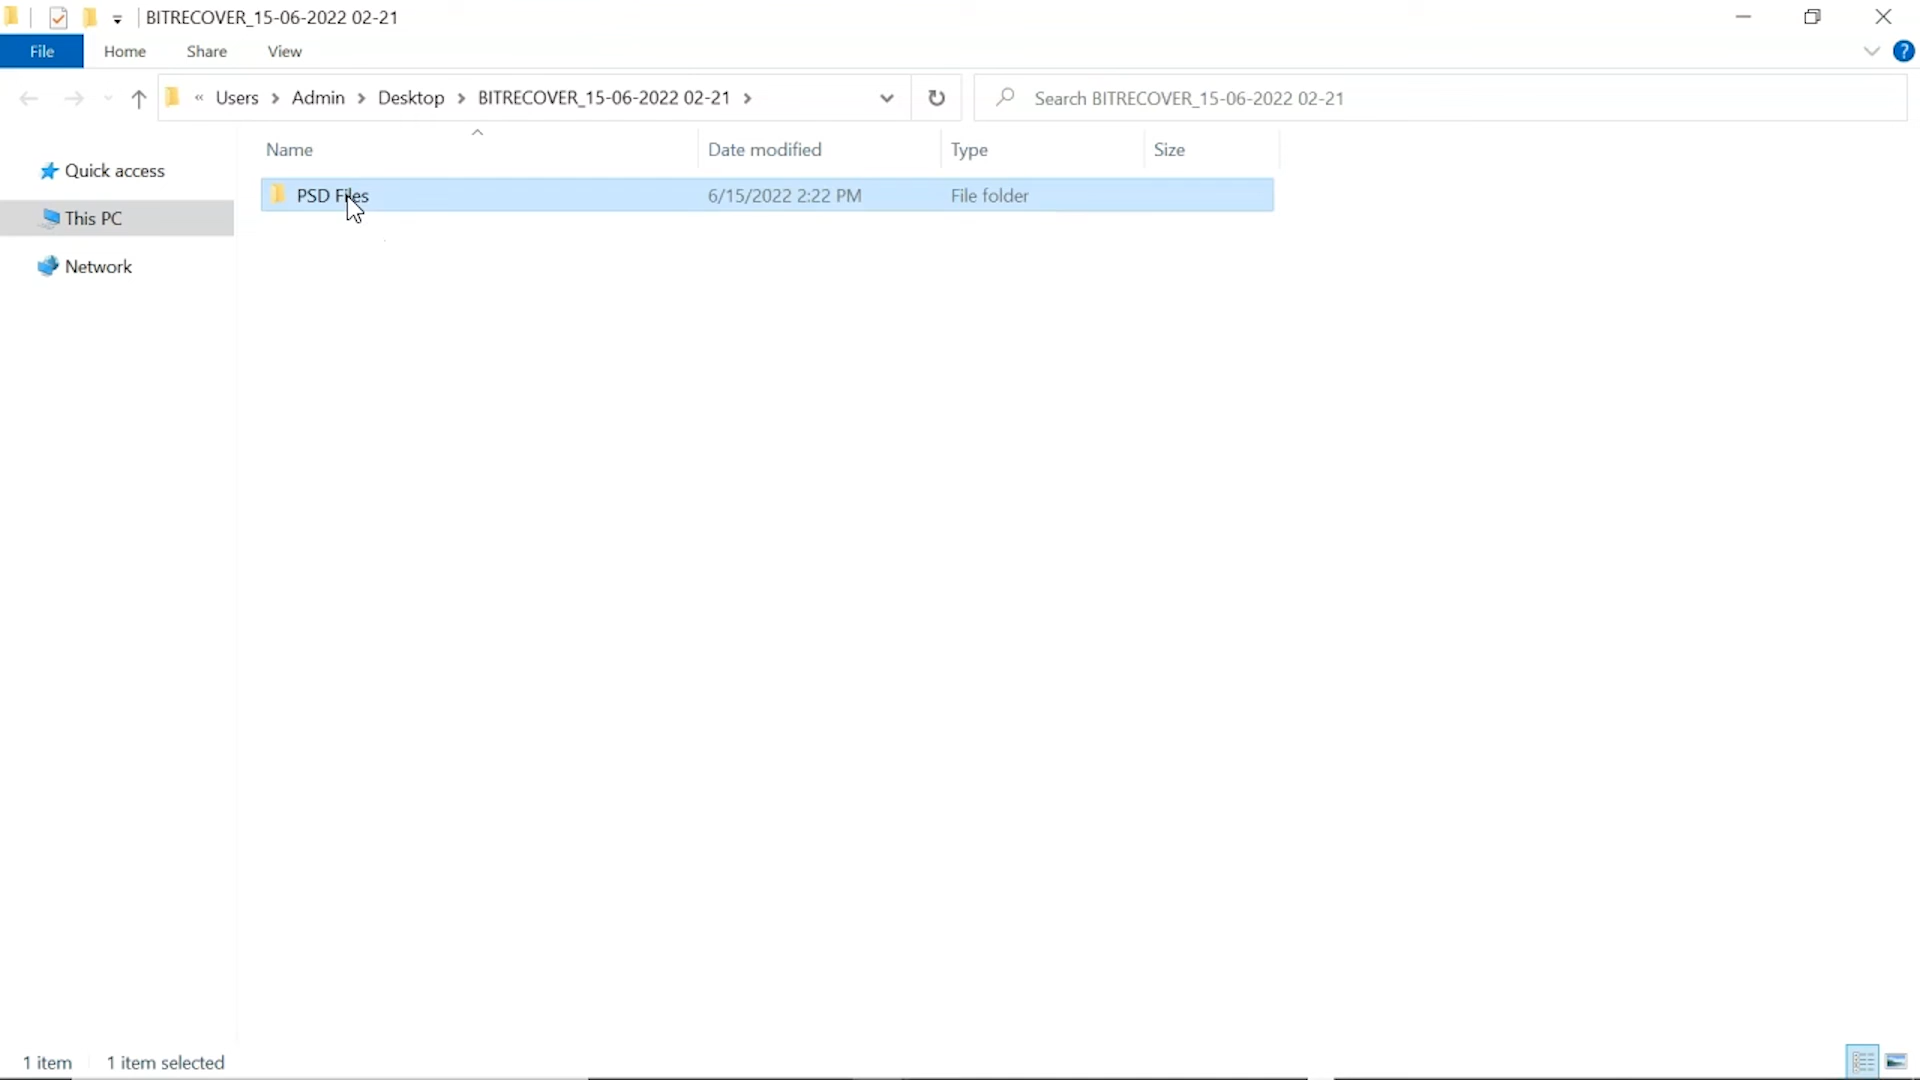 BITRECOVER_15-06-2022 02-21
File Home Share View ?
« Users > Admin > Desktop > BITRECOVER_15-06-2022 02-21 > Search BITRECOVER_15-06-2022 02-21
Name Date modified Type Size
Quick access
PSD Files 6/15/2022 2:22 PM File folder
This PC
Network
1 item 1 item selected